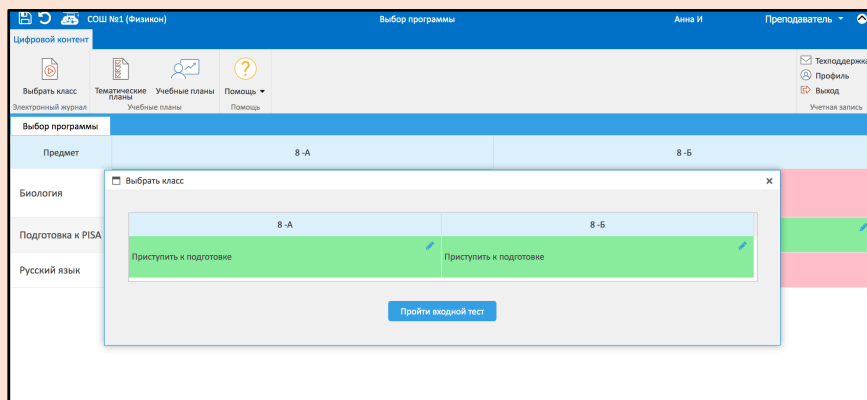 СОШ №1 (Физикон) Выбор программы Анна И Преподаватель
Цифровой контент
Выбрать класс Тематические планы Учебные планы Помощь
Техподдержка
Профиль
Выход
Электронный журнал Учебные планы Помощь Учетная запись
Выбор программы
Предмет 8 -А 8 -Б
Биология
Подготовка к PISA
Русский язык
Выбрать класс
8 -А 8 -Б
Приступить к подготовке Приступить к подготовке
Пройти входной тест